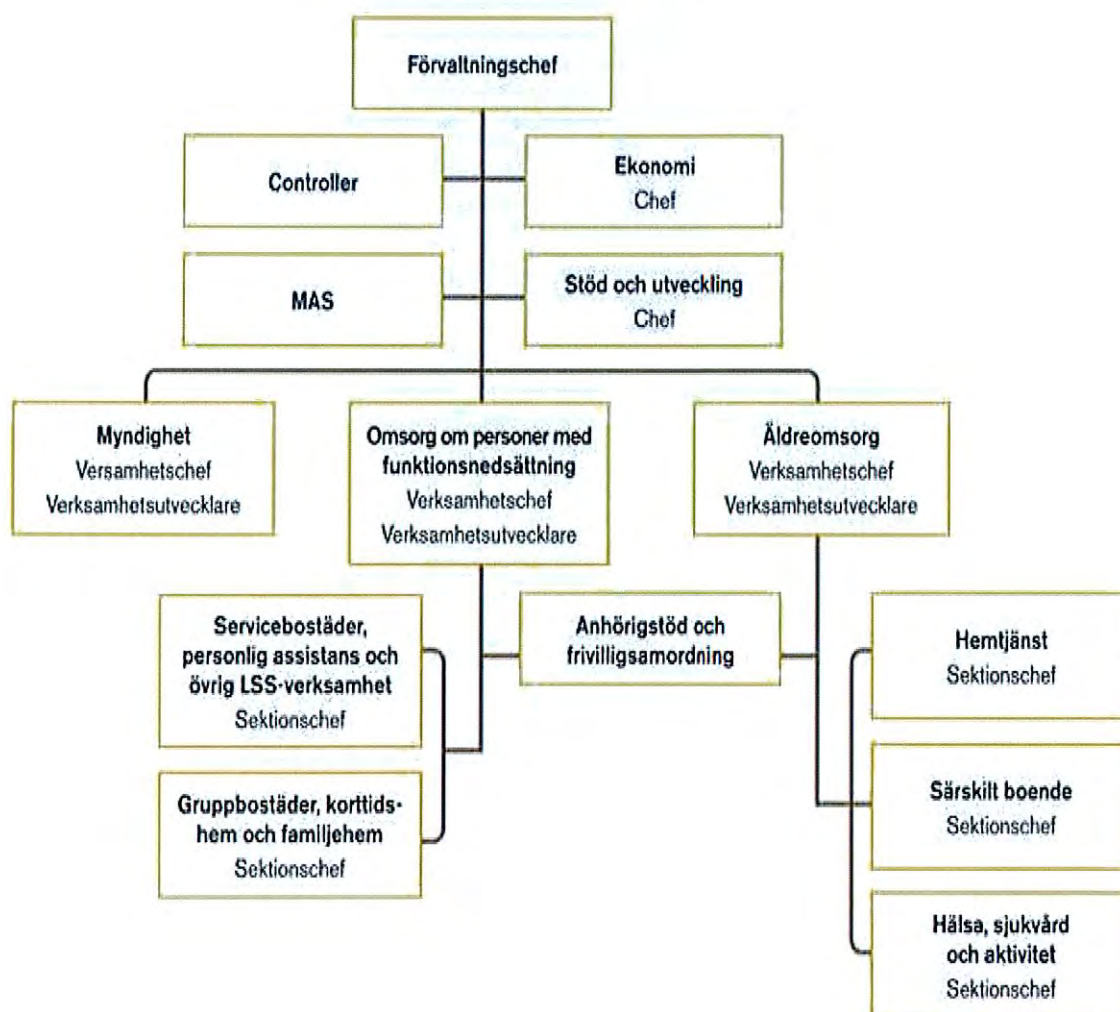 Förvaltningschef
Controller
Ekonomi
Chef
MAS
Stöd och utveckling
Chef
Myndighet
Versamhetschef
Verksamhetsutvecklare
Omsorg om personer med
funktionsnedsättning
Verksamhetschef
Verksamhetsutvecklare
Äldreomsorg
Verksamhetschef
Verksamhetsutvecklare
Servicebostäder,
personlig assistans och
övrig LSS-verksamhet
Sektionschef
Anhörigstöd och
frivilligsamordning
Hemtjänst
Sektionschef
Gruppbostäder, korttids-
hem och familjehem
Sektionschef
Särskilt boende
Sektionschef
Hälsa, sjukvård
och aktivitet
Sektionschef